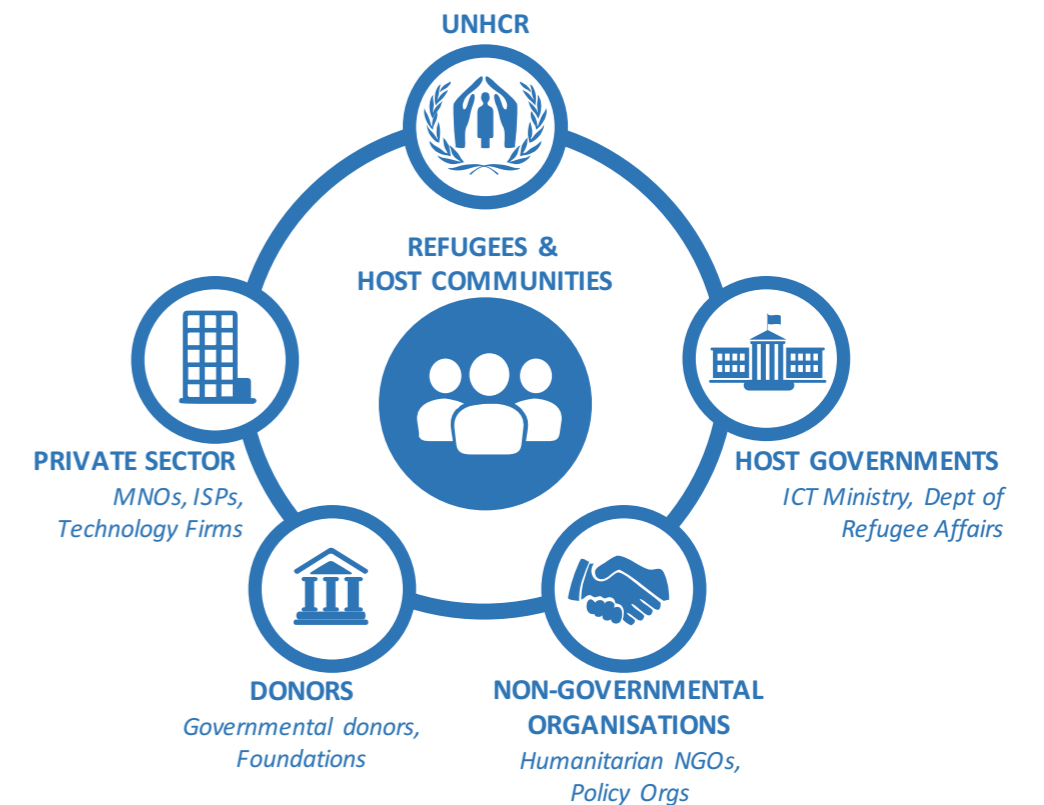 UNHCR
REFUGEES &
HOST COMMUNITIES
PRIVATE SECTOR
MNOs, ISPs,
Technology Firms
HOST GOVERNMENTS
ICT Ministry, Dept of
Refugee Affairs
DONORS
Governmental donors,
Foundations
NON-GOVERNMENTAL
ORGANISATIONS
Humanitarian NGOs,
Policy Orgs